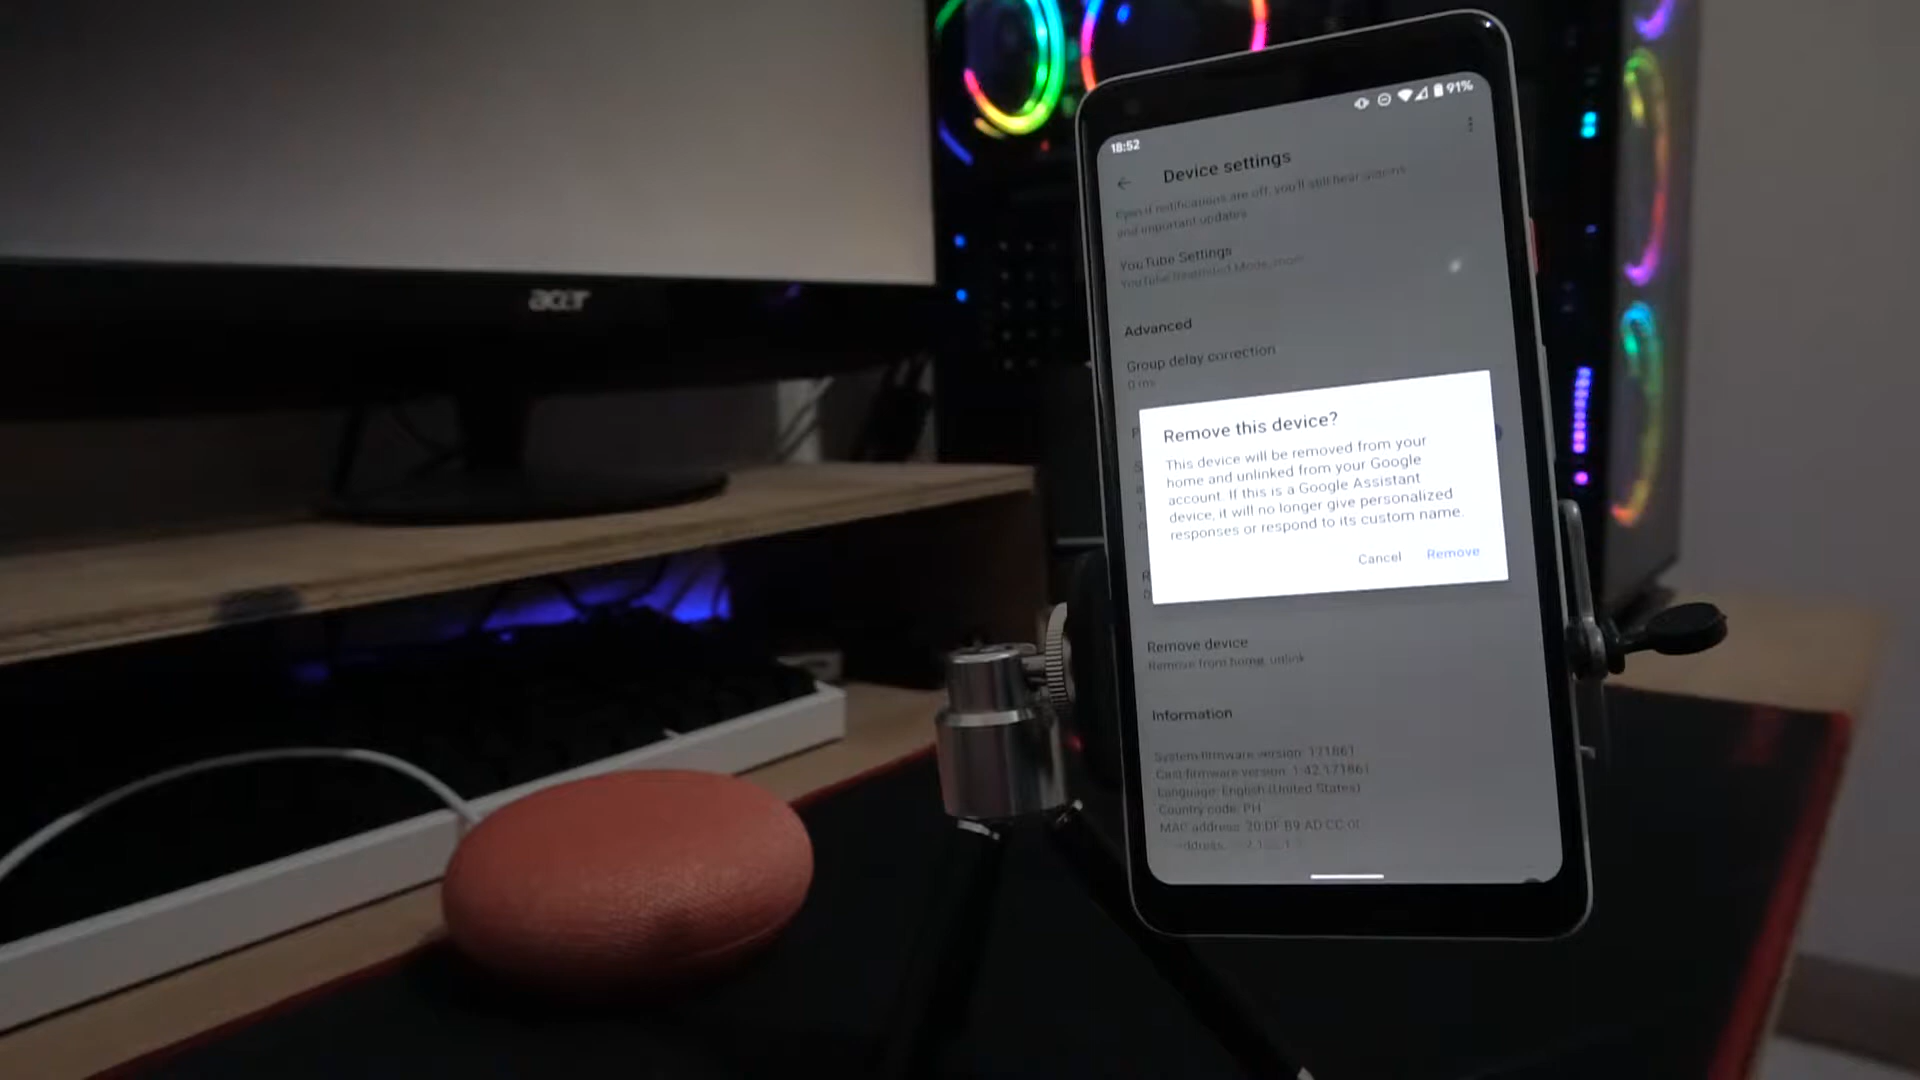 acer
18:52
91%
Device settings
Even if notifications are off, you'll still hear alarms
and important updates
YouTube Settings
YouTube Restricted Mode, more
Advanced
Group delay correction
0 ms
Remove this device?
This device will be removed from your
home and unlinked from your Google
account. If this is a Google Assistant
device, it will no longer give personalized
responses or respond to its custom name.
Cancel Remove
Remove device
Remove from home, unlink
Information
System firmware version: 171861
Cast firmware version: 1.42.171861
Language: English (United States)
Country code: PH
MAC address: 20:DF:B9:AD:CC: